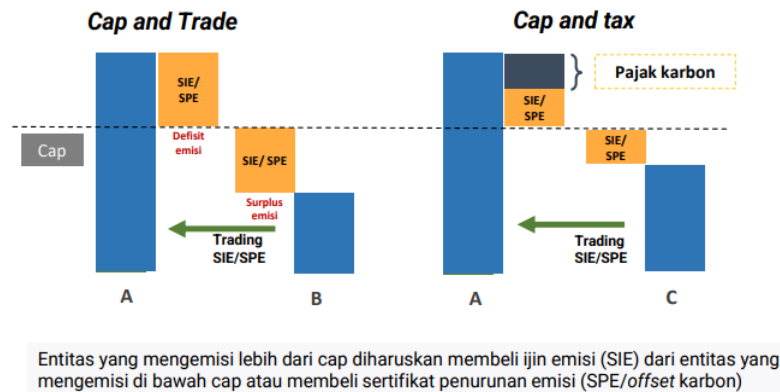 Cap and Trade
Cap and tax
SIE/
SPE
Defisit
emisi
Cap
SIE/ SPE
Surplus
emisi
Trading
SIE/SPE
A
B
Pajak karbon
SIE/
SPE
SIE/
SPE
Trading
SIE/SPE
A
C
Entitas yang mengemisi lebih dari cap diharuskan membeli ijin emisi (SIE) dari entitas yang
mengemisi di bawah cap atau membeli sertifikat penurunan emisi (SPE/offset karbon)